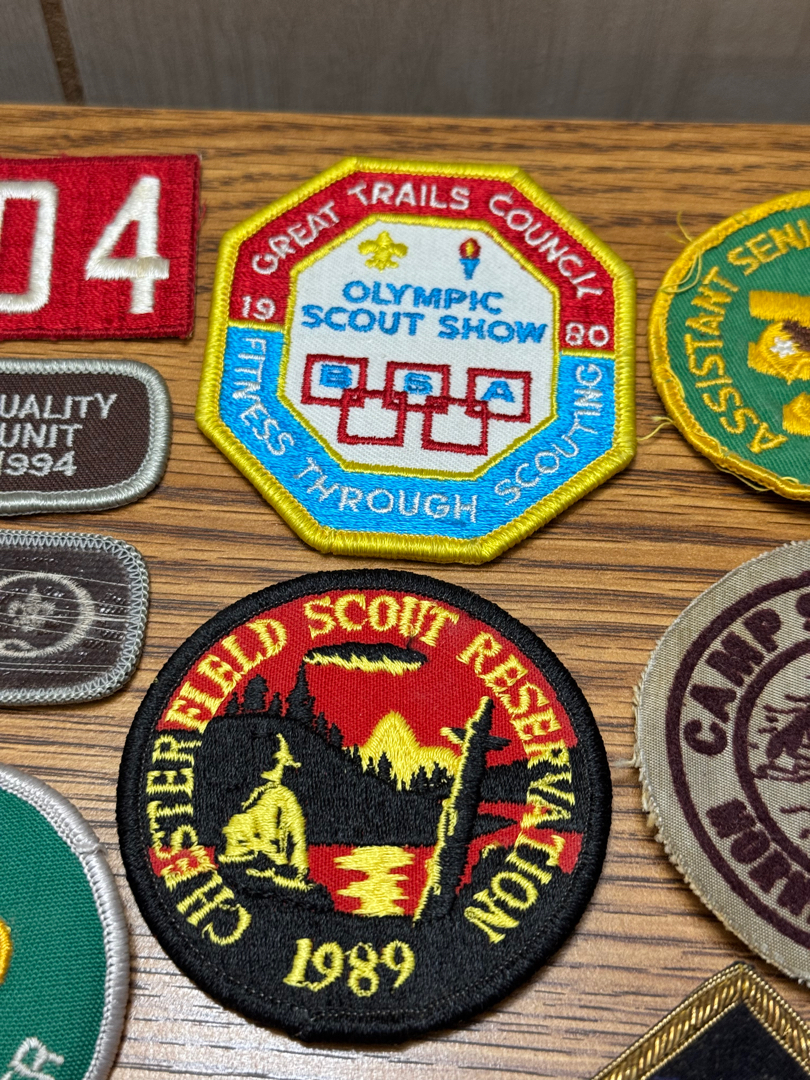 04
GREAT TRAILS COUNCIL
19 80
OLYMPIC
SCOUT SHOW
B S A
FITNESS THROUGH SCOUTING
ASSISTANT
UALITY
UNIT
1994
CHESTERFIELD SCOUT RESERVATION
1989
CAMP